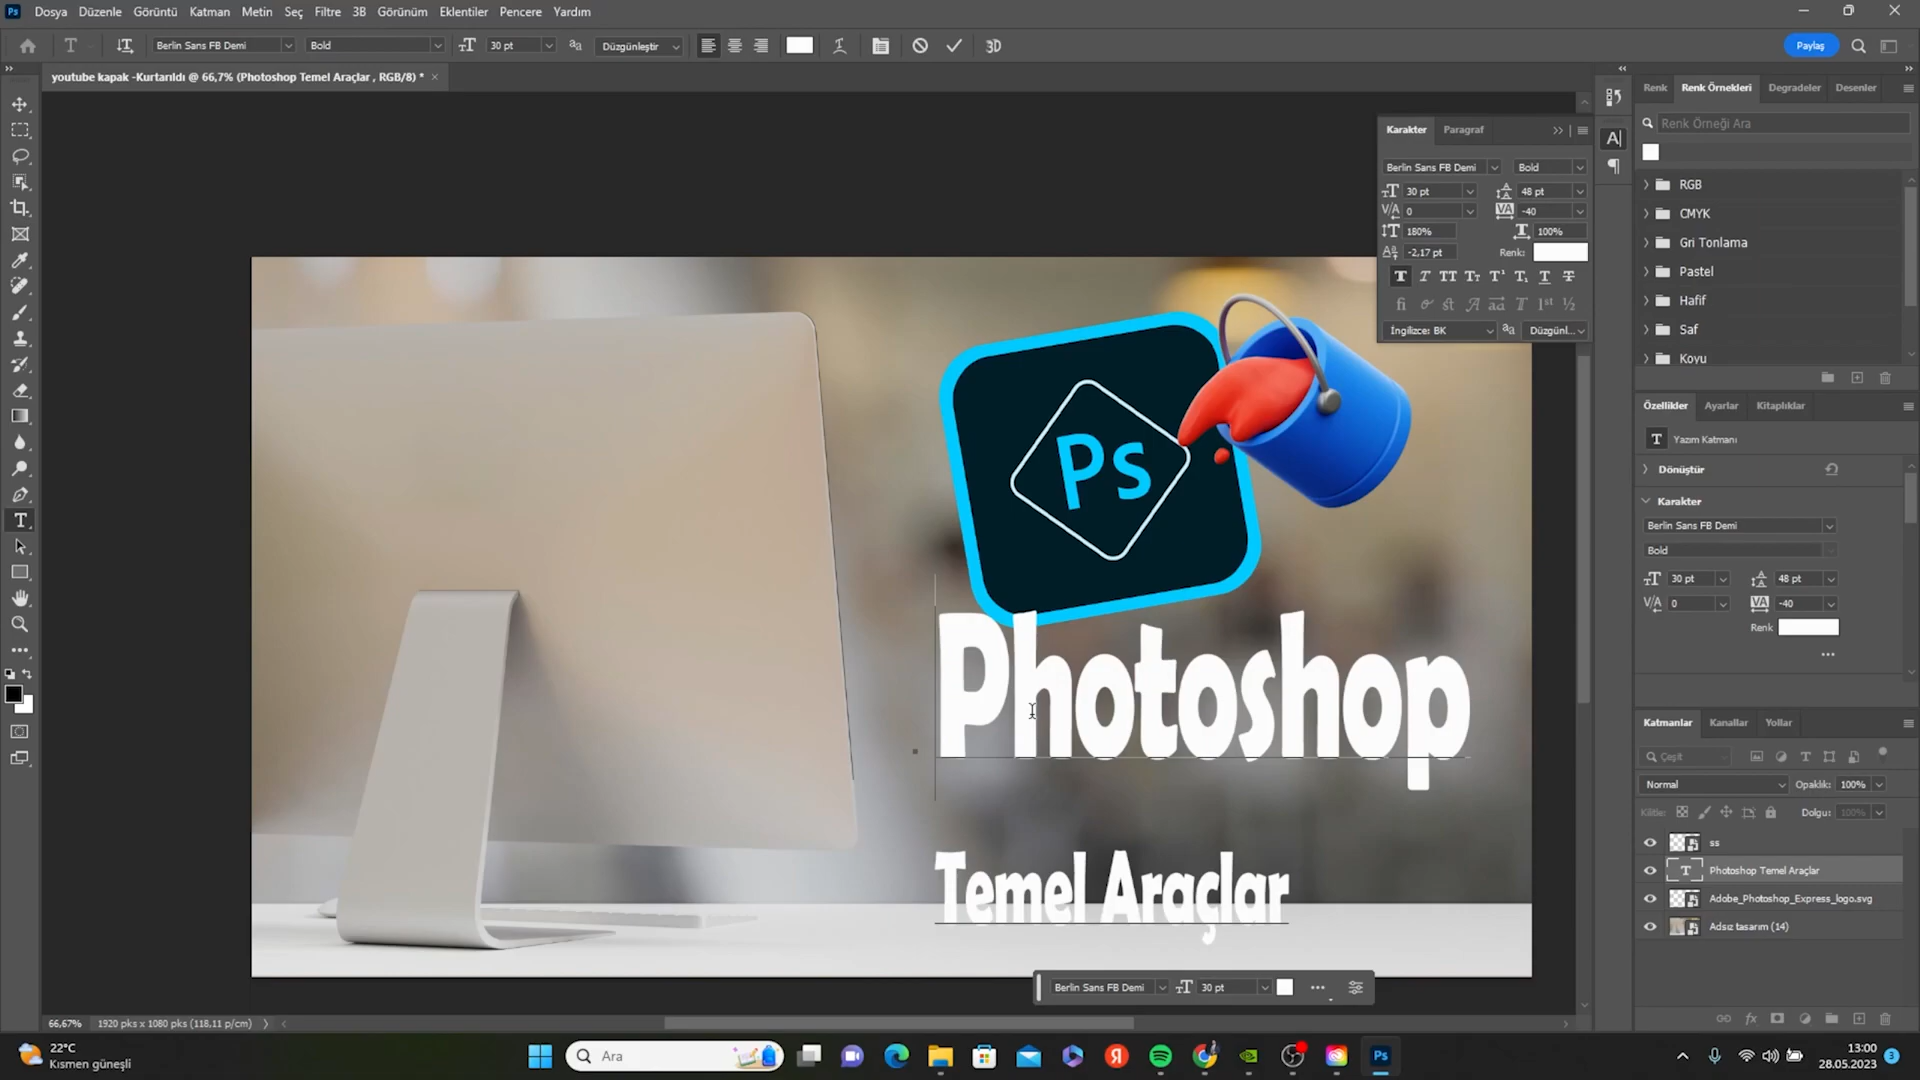 Ps Dosya Düzenle Görüntü Katman Metin Seç Filtre 3B Görünüm Eklentiler Pencere Yardım
T Berlin Sans FB Demi Bold 30 pt aa Düzgünleştir 3D Paylaş
youtube kapak -Kurtarıldı @ 66,7% (Photoshop Temel Araçlar , RGB/8) * ×
Renk Renk Örnekleri Degradeler Desenler
Renk Örneği Ara
RGB
CMYK
Gri Tonlama
Pastel
Hafif
Saf
Koyu
Karakter Paragraf
Berlin Sans FB Demi Bold
30 pt 48 pt
0 -40
180% 100%
-2,17 pt Renk:
İngilizce: BK aa Düzgünl...
Özellikler Ayarlar Kitaplıklar
T Yazım Katmanı
Dönüştür
Karakter
Berlin Sans FB Demi
Bold
30 pt 48 pt
0 -40
Renk
Ps
Photoshop
Temel Araçlar
Berlin Sans FB Demi 30 pt
Katmanlar Kanallar Yollar
Çeşit
Normal Opaklık: 100%
Kilitle: Dolgu: 100%
ss
Photoshop Temel Araçlar
Adobe_Photoshop_Express_logo.svg
Adsız tasarım (14)
66,67% 1920 pks x 1080 pks (118,11 p/cm)
22°C
Kısmen güneşli
Ara
Ps
13:00
28.05.2023
3